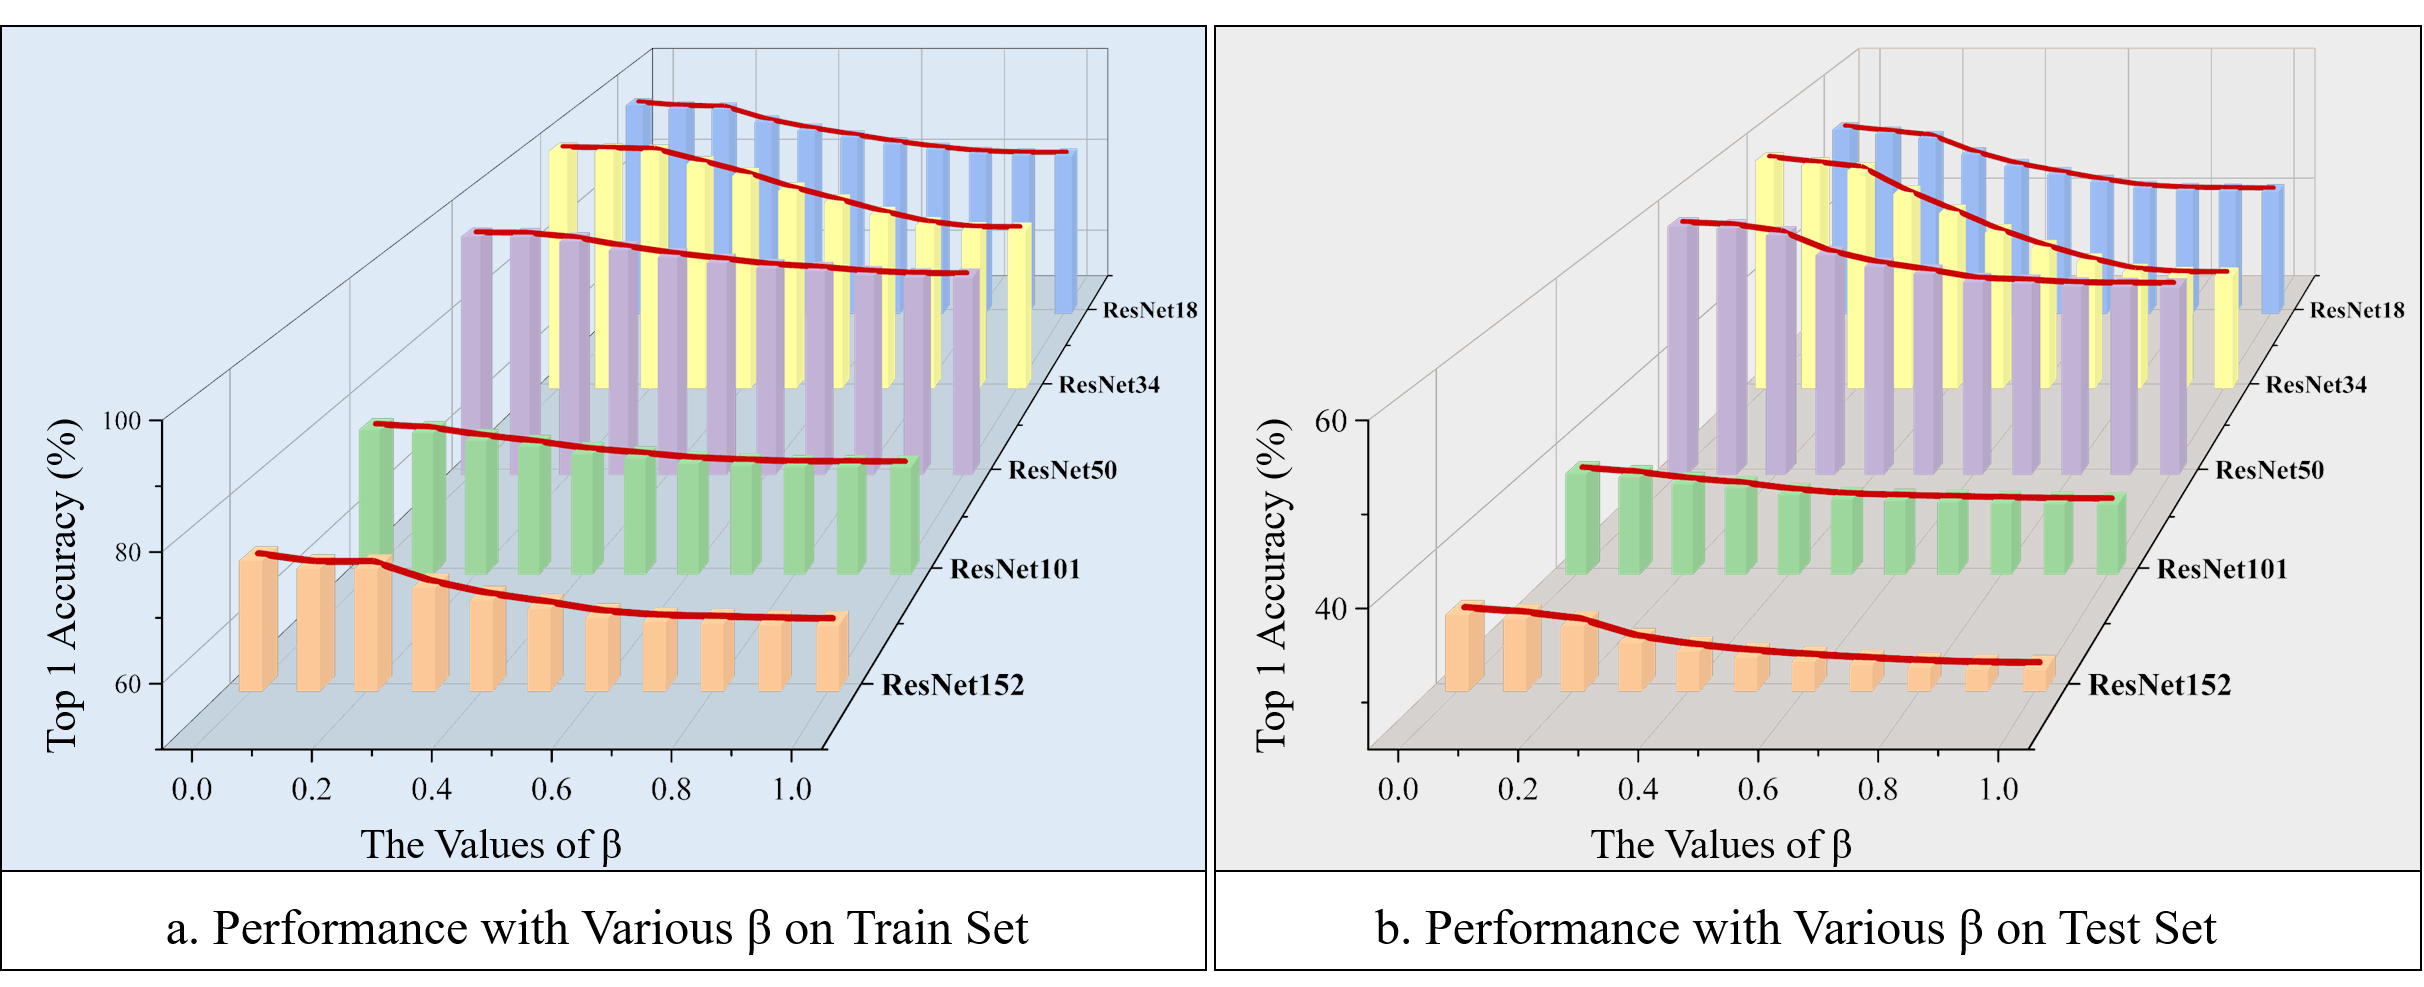 Top 1 Accuracy (%)
100
80
60
0.0 0.2 0.4 0.6 0.8 1.0
The Values of β
ResNet18
ResNet34
ResNet50
ResNet101
ResNet152
a. Performance with Various β on Train Set
Top 1 Accuracy (%)
60
40
0.0 0.2 0.4 0.6 0.8 1.0
The Values of β
ResNet18
ResNet34
ResNet50
ResNet101
ResNet152
b. Performance with Various β on Test Set